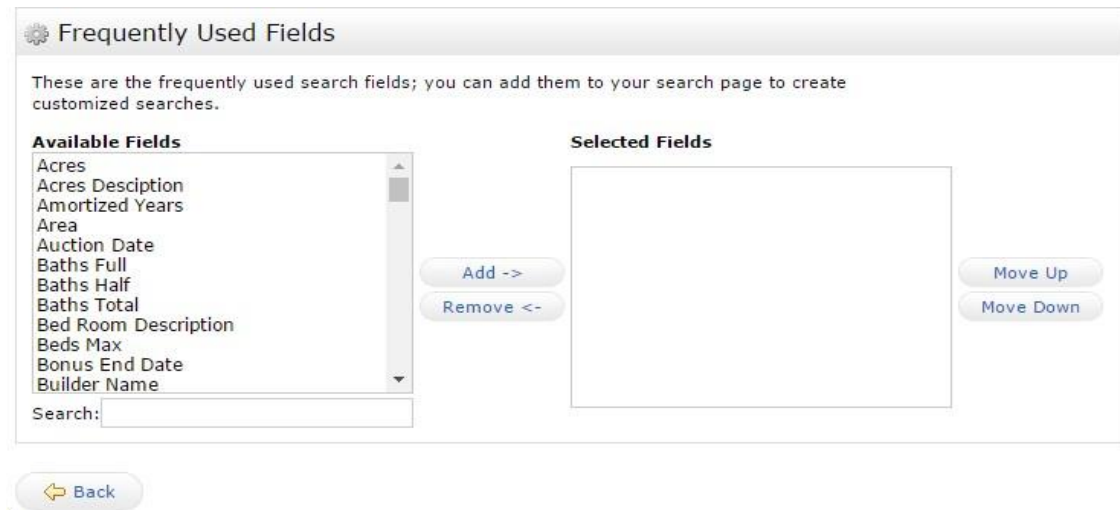 Frequently Used Fields
These are the frequently used search fields; you can add them to your search page to create
customized searches.
Available Fields
Acres
Acres Desciption
Amortized Years
Area
Auction Date
Baths Full
Baths Half
Baths Total
Bed Room Description
Beds Max
Bonus End Date
Builder Name
Search:
Add ->
Remove <-
Selected Fields
Move Up
Move Down
Back